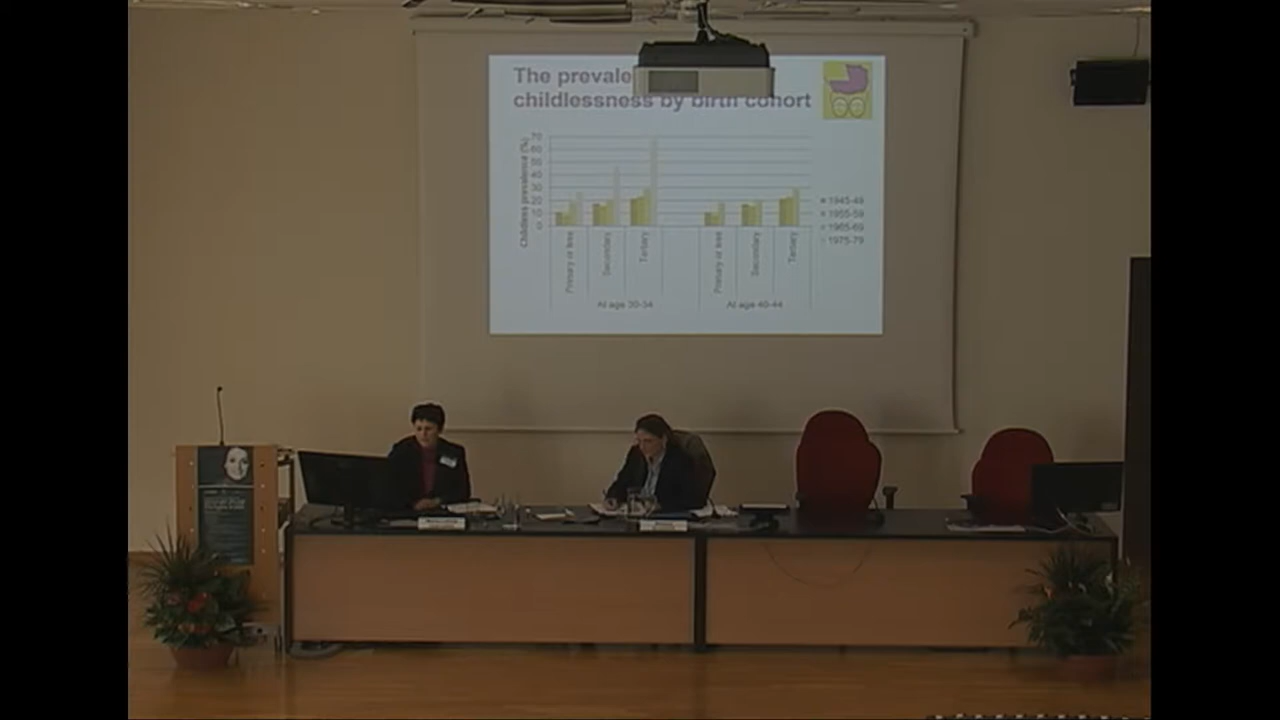 The prevale
childlessness by birth cohort
Childless prevalence (%)
70
60
50
40
30
20
10
0
Primary or less
Secondary
Tertiary
Primary or less
Secondary
Tertiary
At age 30-34
At age 40-44
1945-49
1955-59
1965-69
1975-79